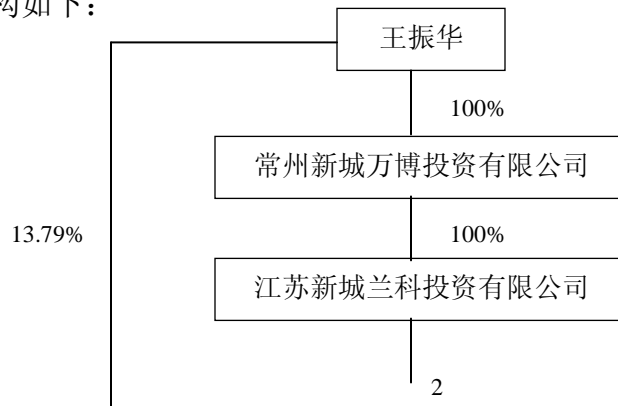 构如下：
王振华
100%
常州新城万博投资有限公司
13.79%
100%
江苏新城兰科投资有限公司
2